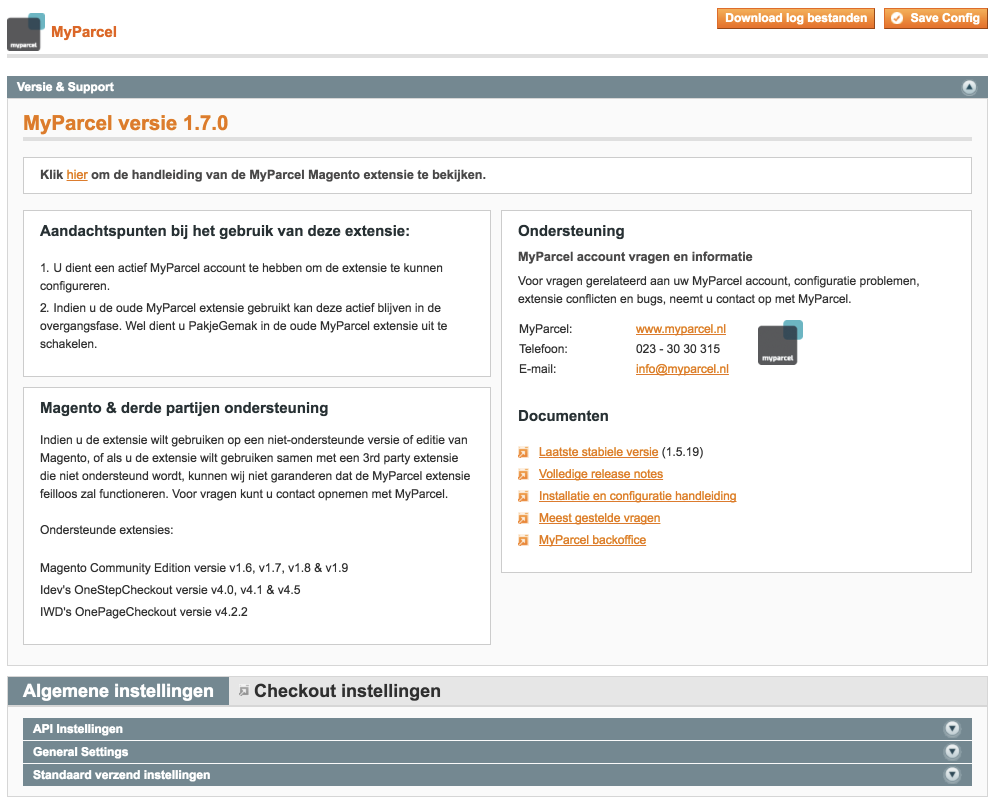 myparcel
MyParcel
Download log bestanden
Save Config
Versie & Support
MyParcel versie 1.7.0
Klik hier om de handleiding van de MyParcel Magento extensie te bekijken.
Aandachtspunten bij het gebruik van deze extensie:
1. U dient een actief MyParcel account te hebben om de extensie te kunnen
configureren.
2. Indien u de oude MyParcel extensie gebruikt kan deze actief blijven in de
overgangsfase. Wel dient u PakjeGemak in de oude MyParcel extensie uit te
schakelen.
Magento & derde partijen ondersteuning
Indien u de extensie wilt gebruiken op een niet-ondersteunde versie of editie van
Magento, of als u de extensie wilt gebruiken samen met een 3rd party extensie
die niet ondersteund wordt, kunnen wij niet garanderen dat de MyParcel extensie
feilloos zal functioneren. Voor vragen kunt u contact opnemen met MyParcel.
Ondersteunde extensies:
Magento Community Edition versie v1.6, v1.7, v1.8 & v1.9
Idev's OneStepCheckout versie v4.0, v4.1 & v4.5
IWD's OnePageCheckout versie v4.2.2
Ondersteuning
MyParcel account vragen en informatie
Voor vragen gerelateerd aan uw MyParcel account, configuratie problemen,
extensie conflicten en bugs, neemt u contact op met MyParcel.
MyParcel: www.myparcel.nl
Telefoon: 023 - 30 30 315
E-mail: info@myparcel.nl
myparcel
Documenten
Laatste stabiele versie (1.5.19)
Volledige release notes
Installatie en configuratie handleiding
Meest gestelde vragen
MyParcel backoffice
Algemene instellingen
Checkout instellingen
API Instellingen
General Settings
Standaard verzend instellingen